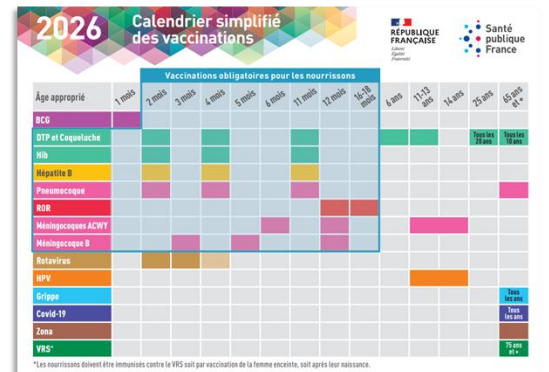 2026
Calendrier simplifié
des vaccinations
RÉPUBLIQUE
FRANÇAISE
Liberté
Égalité
Fraternité
Santé
publique
France
Vaccinations obligatoires pour les nourrissons
Âge approprié
1 mois
2 mois
3 mois
4 mois
5 mois
6 mois
11 mois
12 mois
16-18
mois
6 ans
11-13
ans
14 ans
25 ans
65 ans
et +
BCG
DTP et Coqueluche
Tous les
20 ans
Tous les
10 ans
Hib
Hépatite B
Pneumocoque
ROR
Méningocoques ACWY
Méningocoque B
Rotavirus
HPV
Grippe
Tous
les ans
Covid-19
Tous
les ans
Zona
VRS*
75 ans
et +
*Les nourrissons doivent être immunisés contre le VRS soit par vaccination de la femme enceinte, soit après leur naissance.